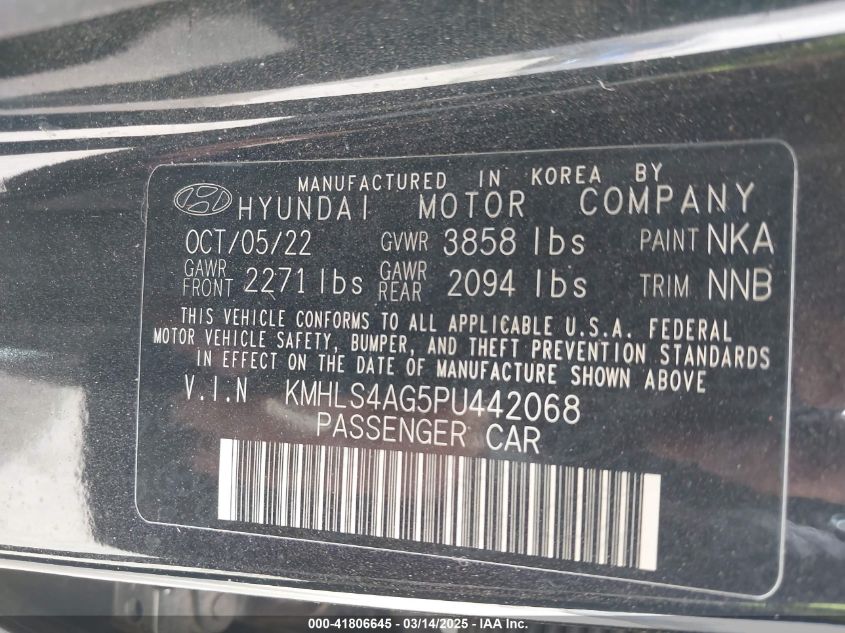 MANUFACTURED IN KOREA BY
HYUNDAI MOTOR COMPANY
OCT/05/22 GVWR 3858 lbs PAINT NKA
GAWR FRONT 2271 lbs GAWR REAR 2094 lbs TRIM NNB
THIS VEHICLE CONFORMS TO ALL APPLICABLE U.S.A. FEDERAL
MOTOR VEHICLE SAFETY, BUMPER, AND THEFT PREVENTION STANDARDS
IN EFFECT ON THE DATE OF MANUFACTURE SHOWN ABOVE
V.I.N KMHLS4AG5PU442068
PASSENGER CAR
000-41806645 - 03/14/2025 - IAA Inc.